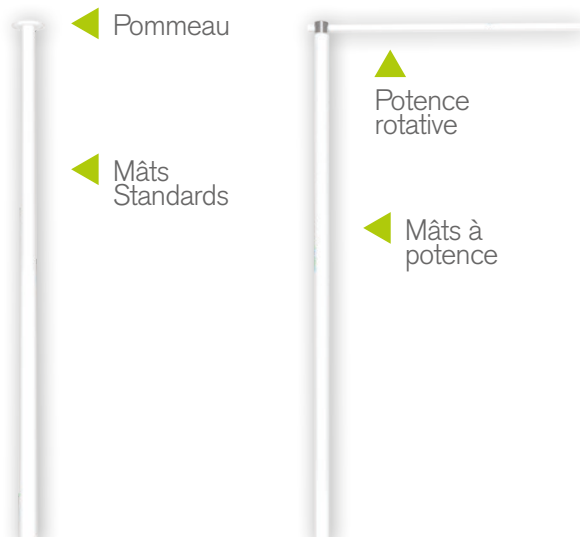 Pommeau
Mâts
Standards
Potence
rotative
Mâts à
potence